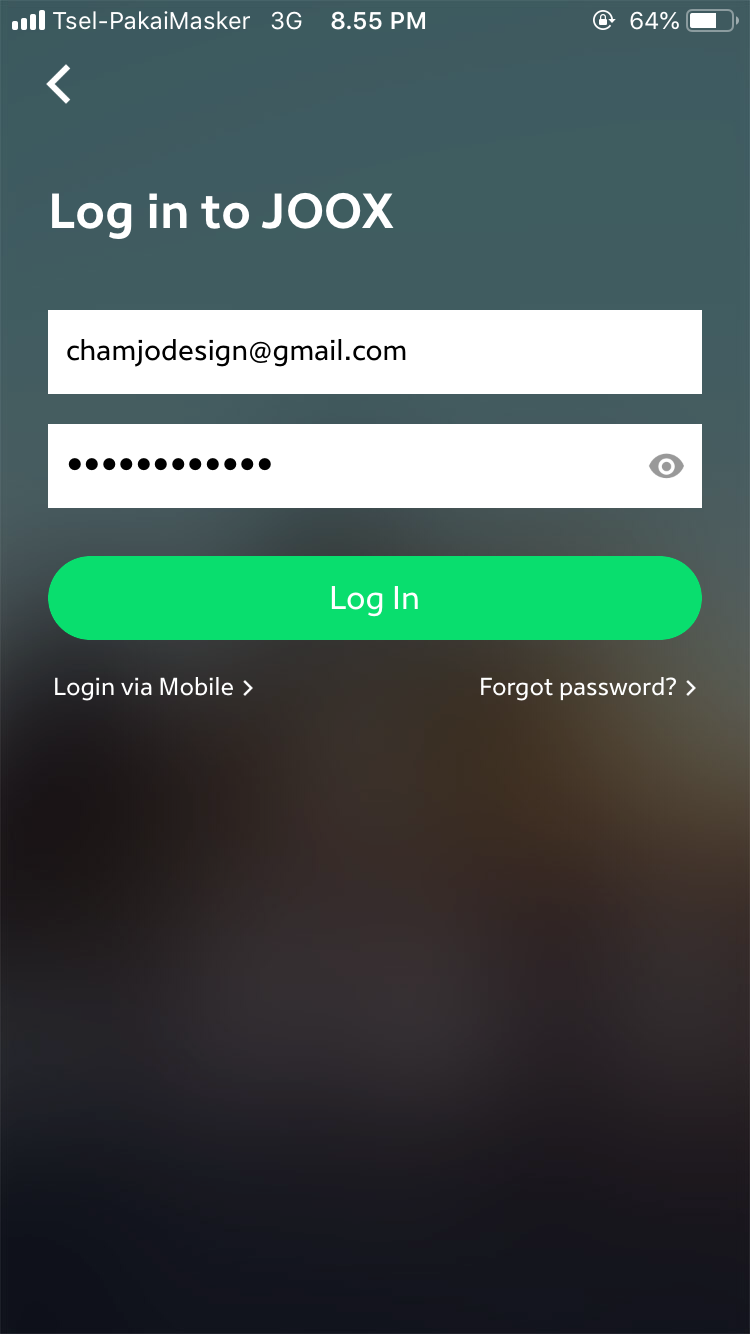 Tsel-PakaiMasker 3G 8.55 PM 64%
Log in to JOOX
chamjodesign@gmail.com
••••••••••••
Log In
Login via Mobile >
Forgot password? >